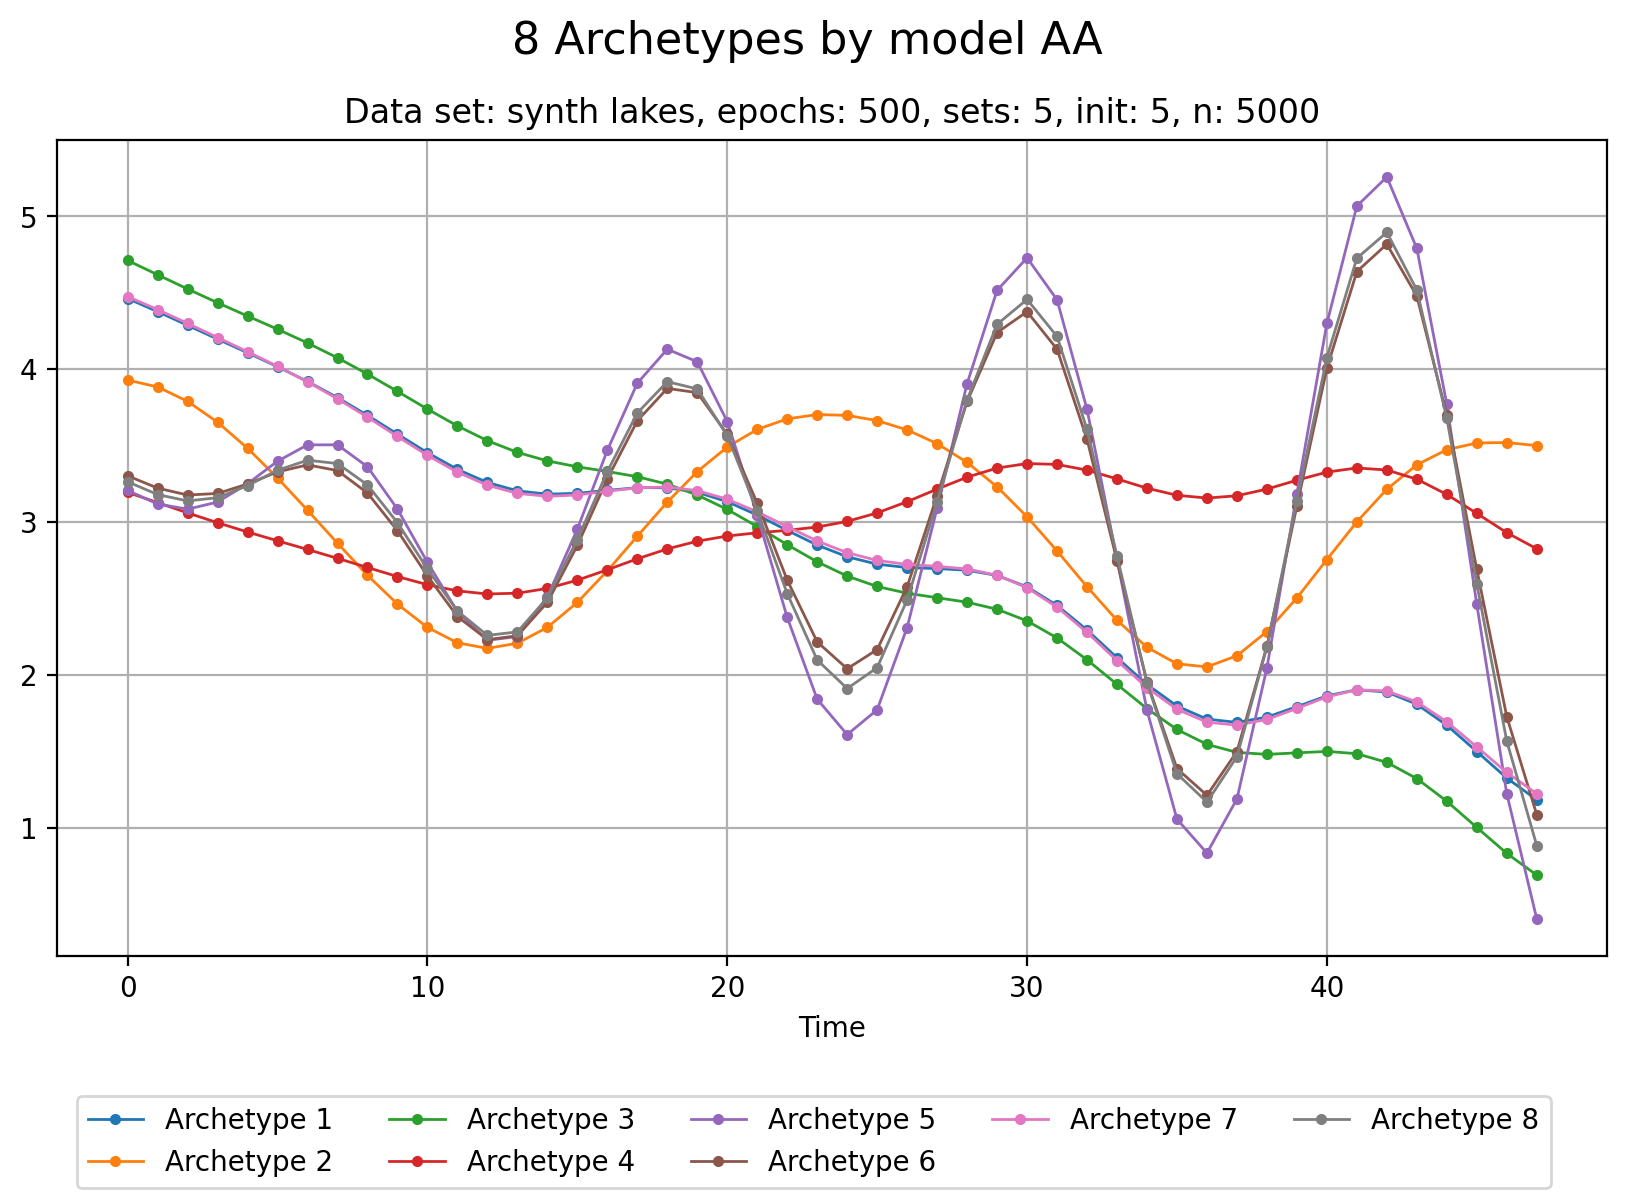 8 Archetypes by model AA
Data set: synth lakes, epochs: 500, sets: 5, init: 5, n: 5000
5
4
3
2
1
0 10 20 30 40
Time
Archetype 1 Archetype 3 Archetype 5 Archetype 7 Archetype 8
Archetype 2 Archetype 4 Archetype 6